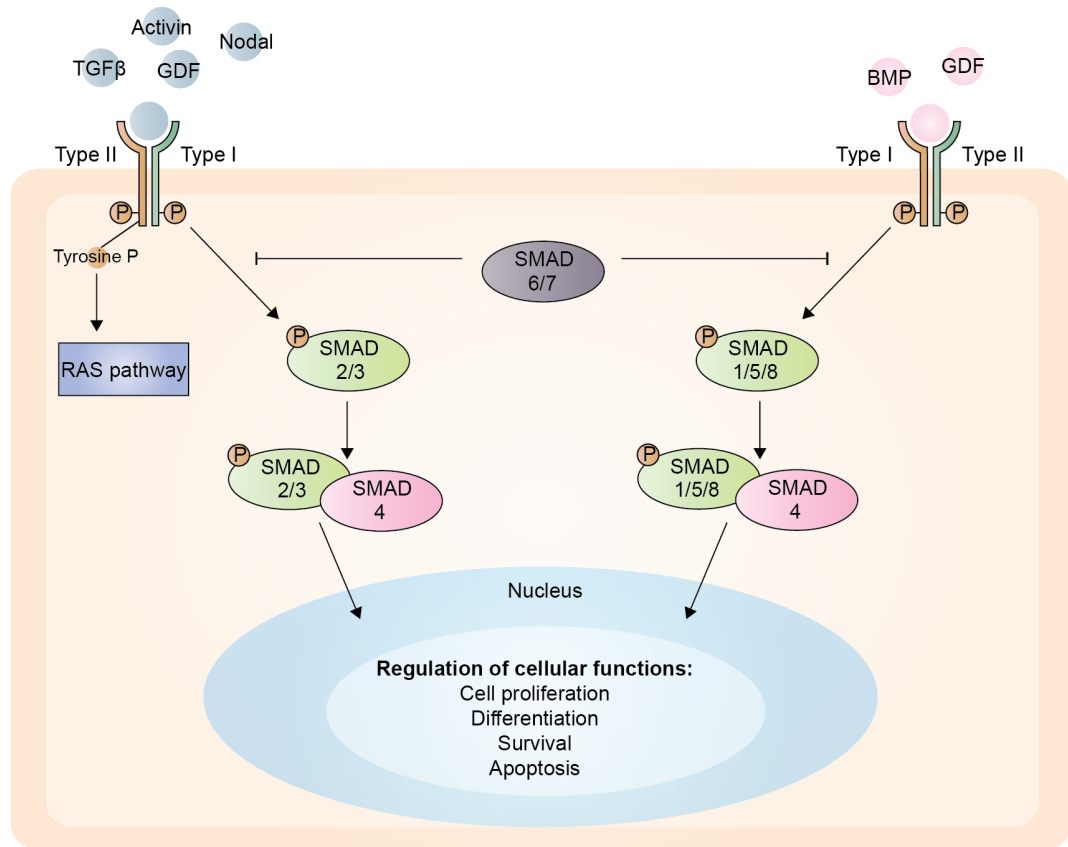 Activin
Nodal
TGFβ
GDF
Type II
Type I
P
P
Tyrosine P
RAS pathway
BMP
GDF
Type I
Type II
P
P
SMAD
6/7
P
SMAD
2/3
P
SMAD
1/5/8
P
SMAD
2/3
SMAD
4
P
SMAD
1/5/8
SMAD
4
Nucleus
Regulation of cellular functions:
Cell proliferation
Differentiation
Survival
Apoptosis